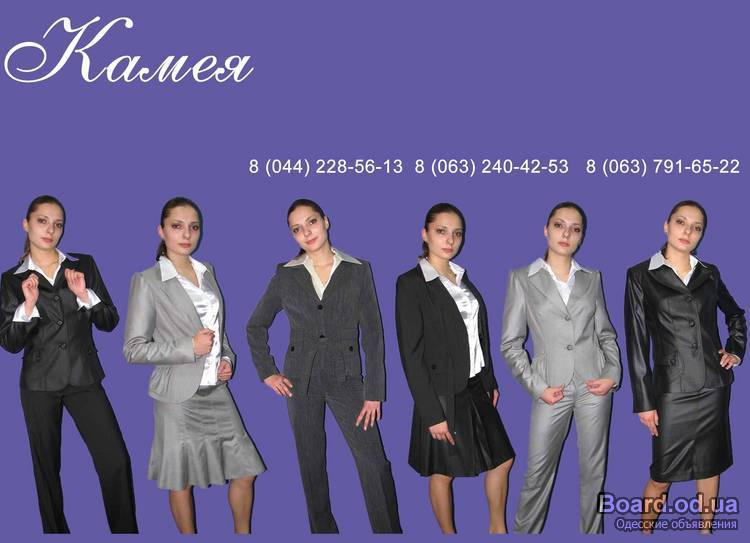 Камея
8 (044) 228-56-13 8 (063) 240-42-53 8 (063) 791-65-22
Board.od.ua
Одесские объявления